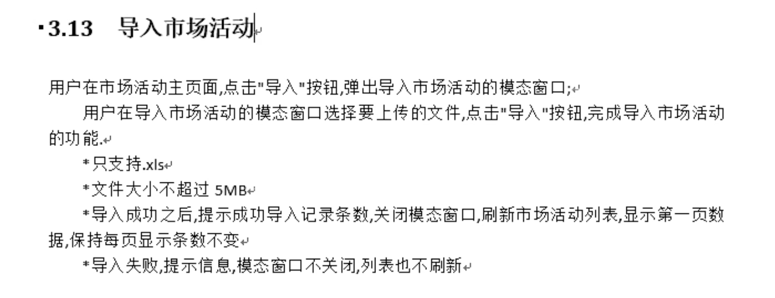 3.13 导入市场活动
用户在市场活动主页面,点击"导入"按钮,弹出导入市场活动的模态窗口;
用户在导入市场活动的模态窗口选择要上传的文件,点击"导入"按钮,完成导入市场活动
的功能.
*只支持.xls
*文件大小不超过 5MB
*导入成功之后,提示成功导入记录条数,关闭模态窗口,刷新市场活动列表,显示第一页数
据,保持每页显示条数不变
*导入失败,提示信息,模态窗口不关闭,列表也不刷新